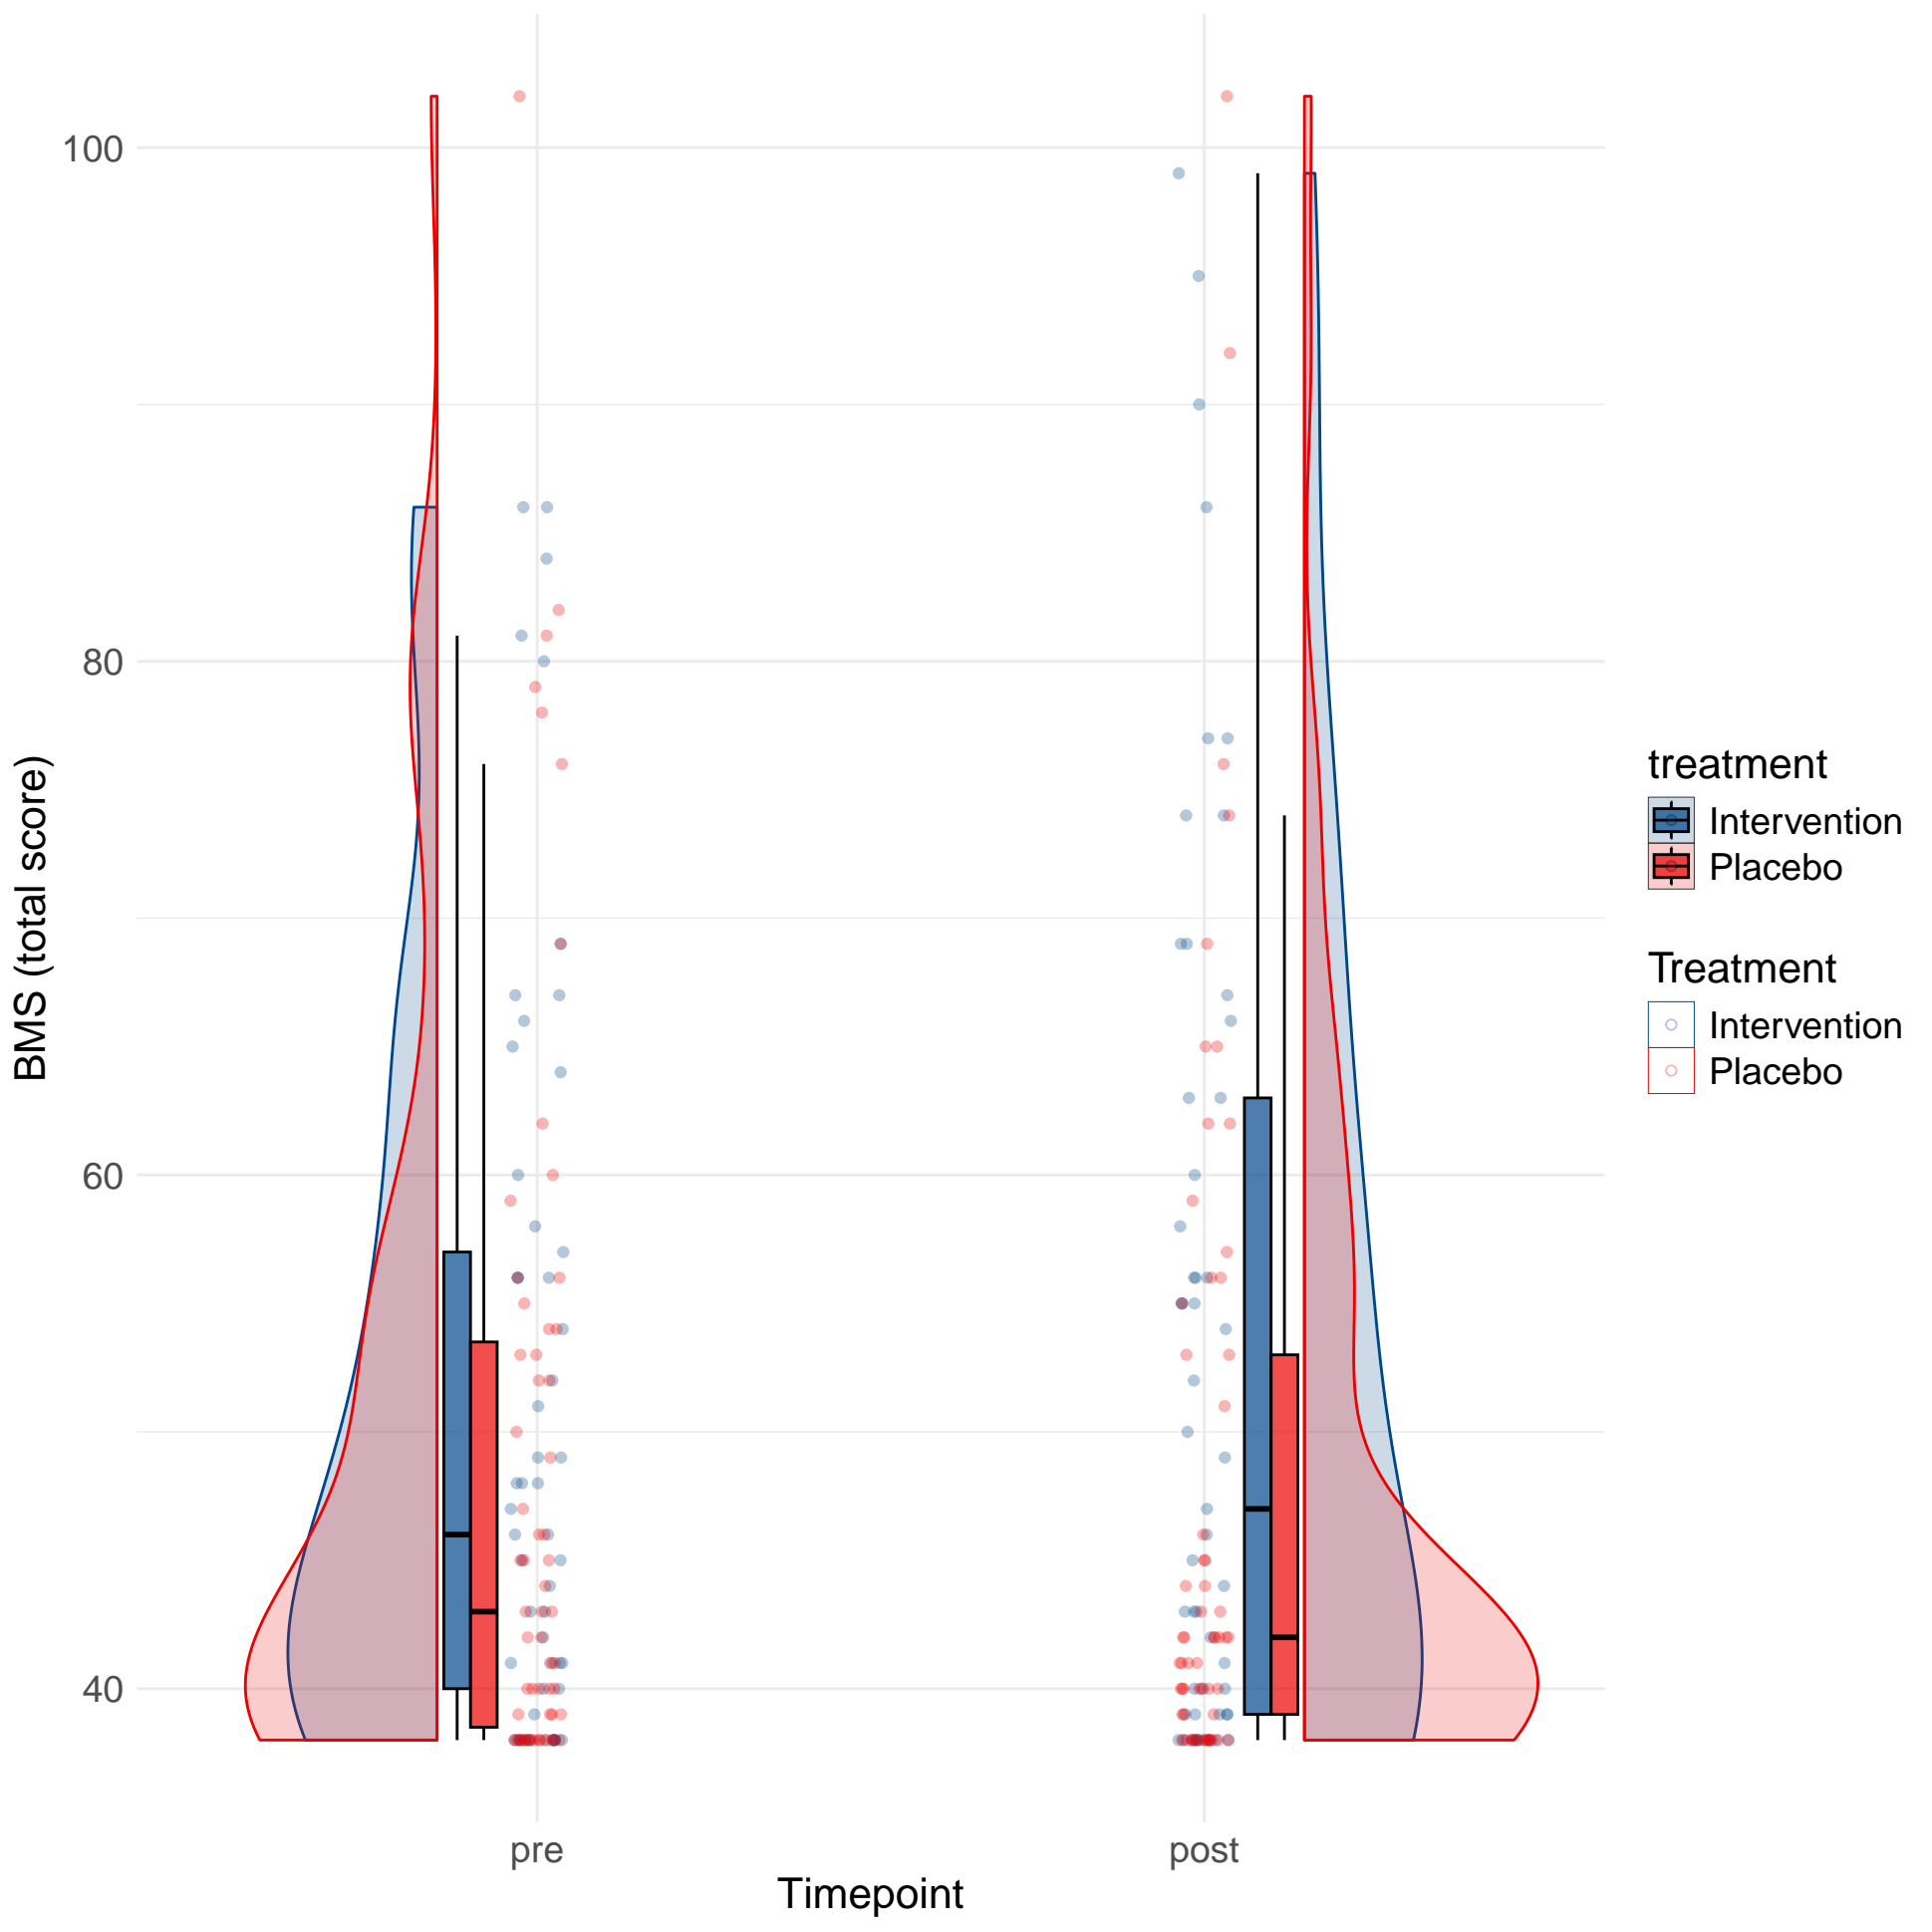 100
80
60
40
BMS (total score)
pre
post
Timepoint
treatment
Intervention
Placebo
Treatment
Intervention
Placebo